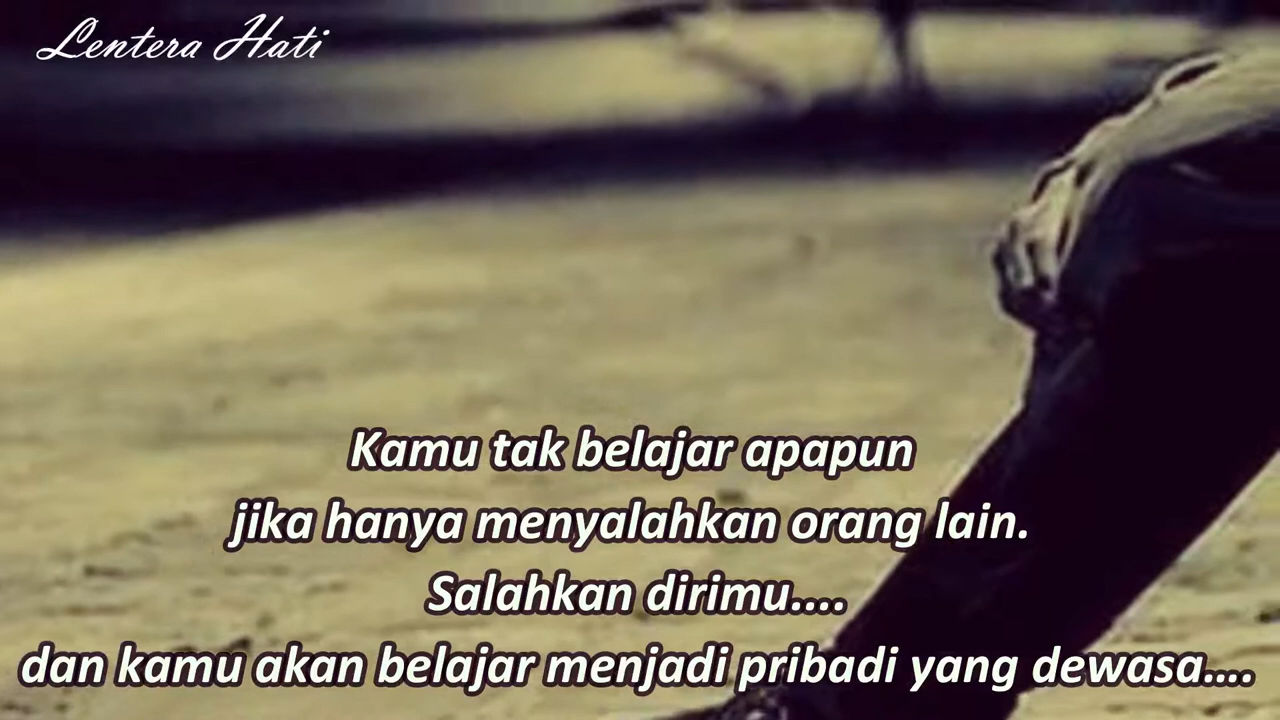 Lentera Hati
Kamu tak belajar apapun
jika hanya menyalahkan orang lain.
Salahkan dirimu....
dan kamu akan belajar menjadi pribadi yang dewasa....